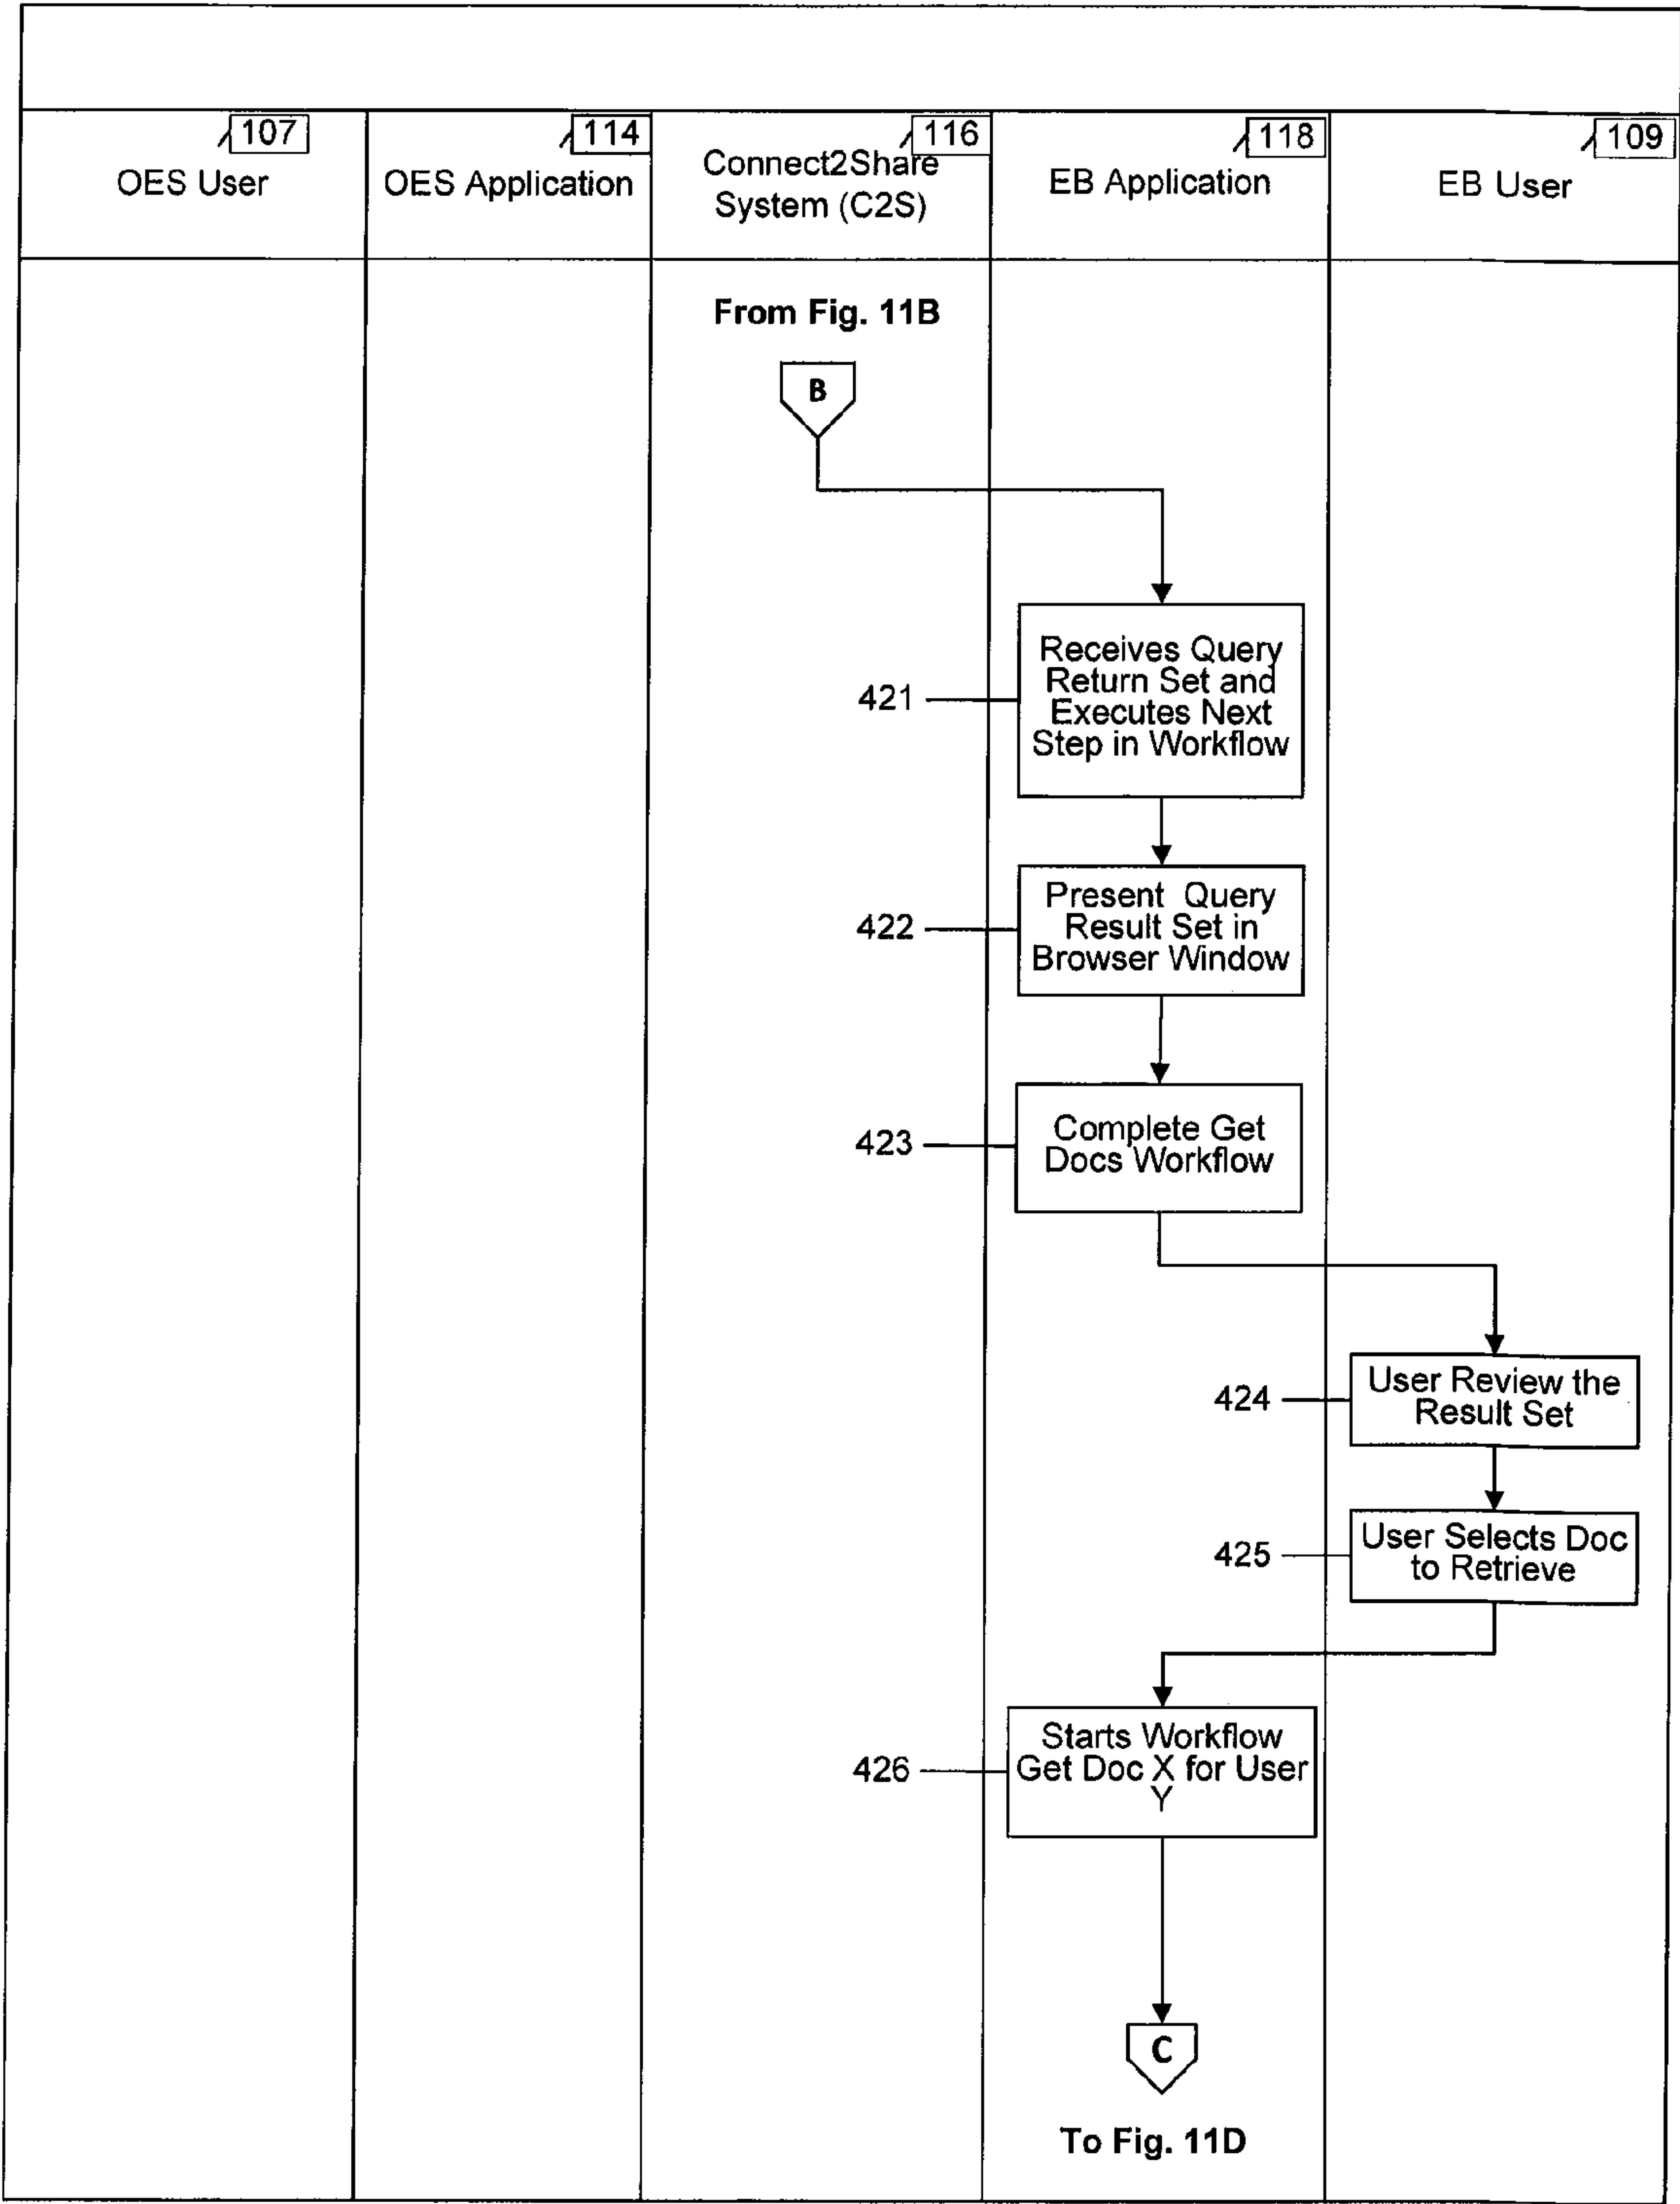 107
OES User
114
OES Application
116
Connect2Share
System (C2S)
118
EB Application
109
EB User
From Fig. 11B
B
421
Receives Query
Return Set and
Executes Next
Step in Workflow
422
Present Query
Result Set in
Browser Window
423
Complete Get
Docs Workflow
424
User Review the
Result Set
425
User Selects Doc
to Retrieve
426
Starts Workflow
Get Doc X for User
Y
C
To Fig. 11D